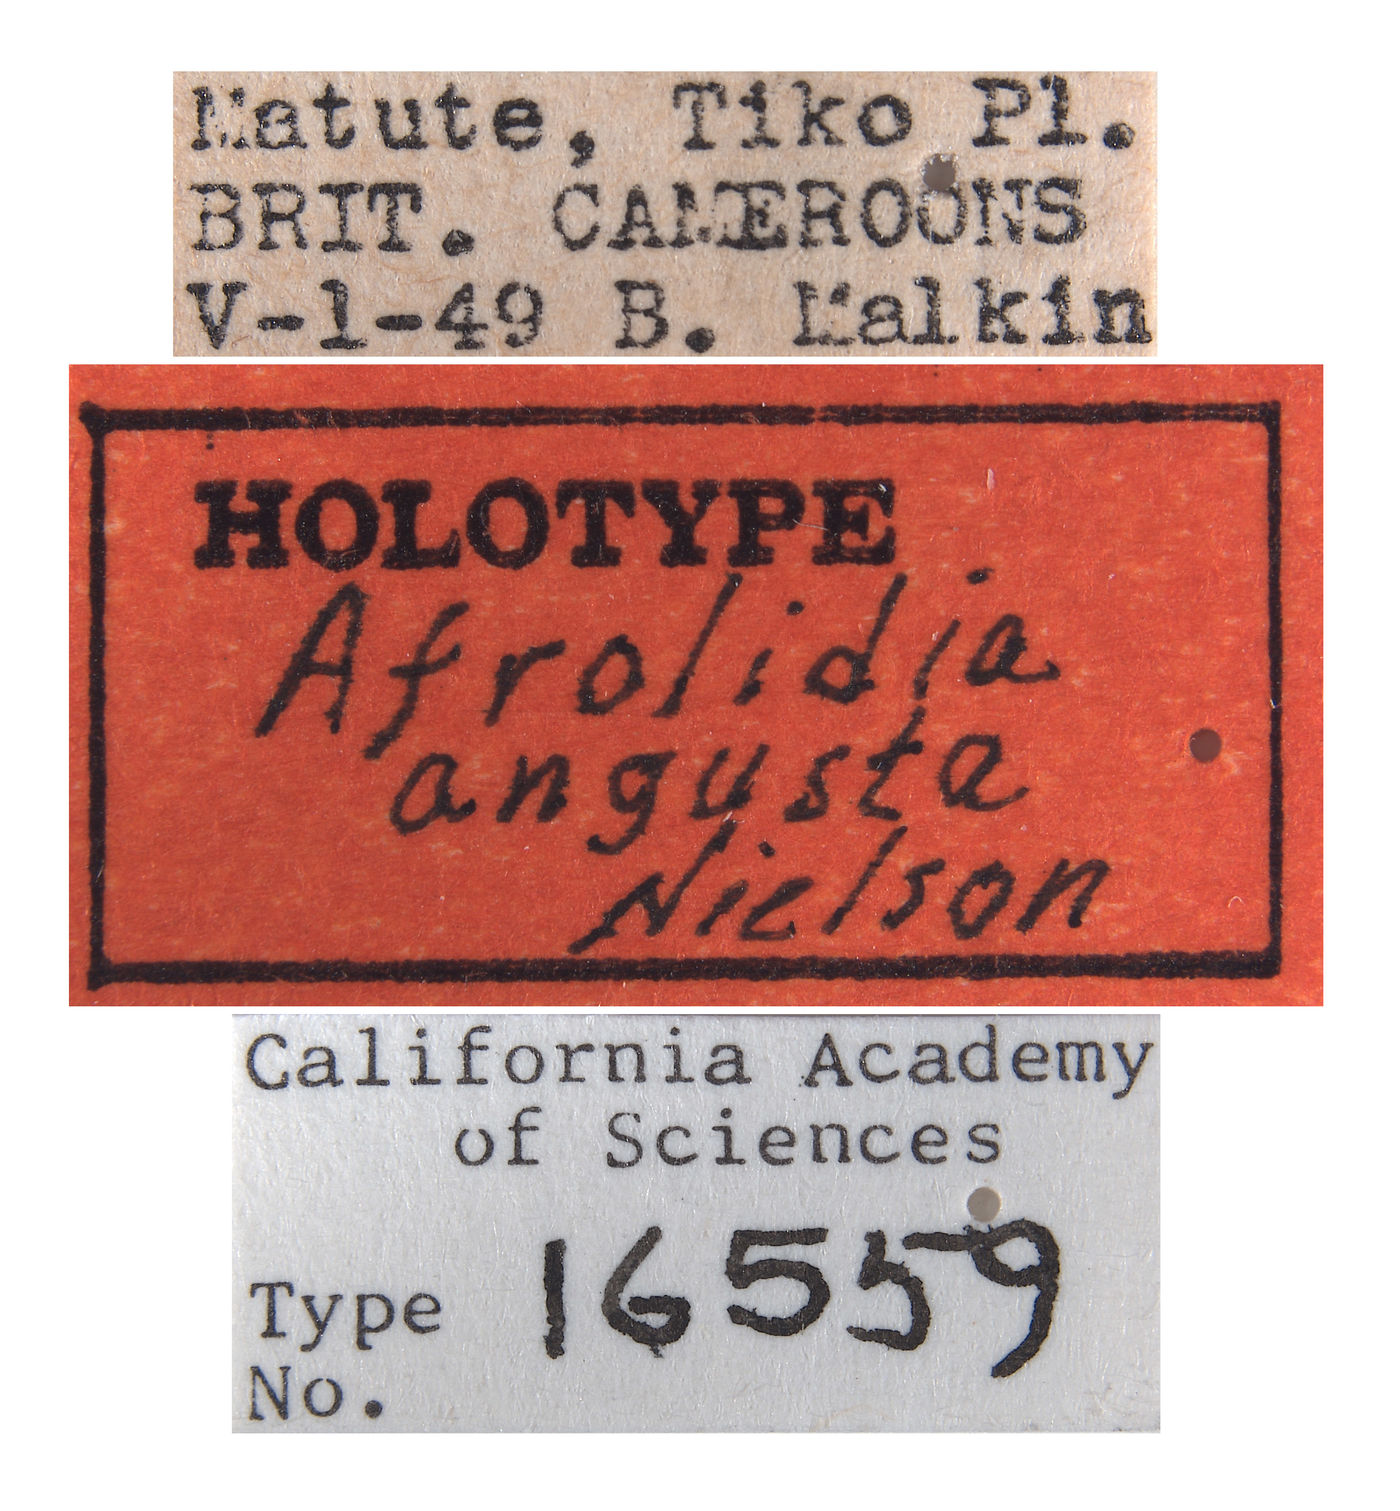 Matute, Tiko Pl.
BRIT. CAMEROONS
V-1-49 B. Malkin
HOLOTYPE
Afrolidia
angusta
Nielson
California Academy
of Sciences
Type 16559
No.